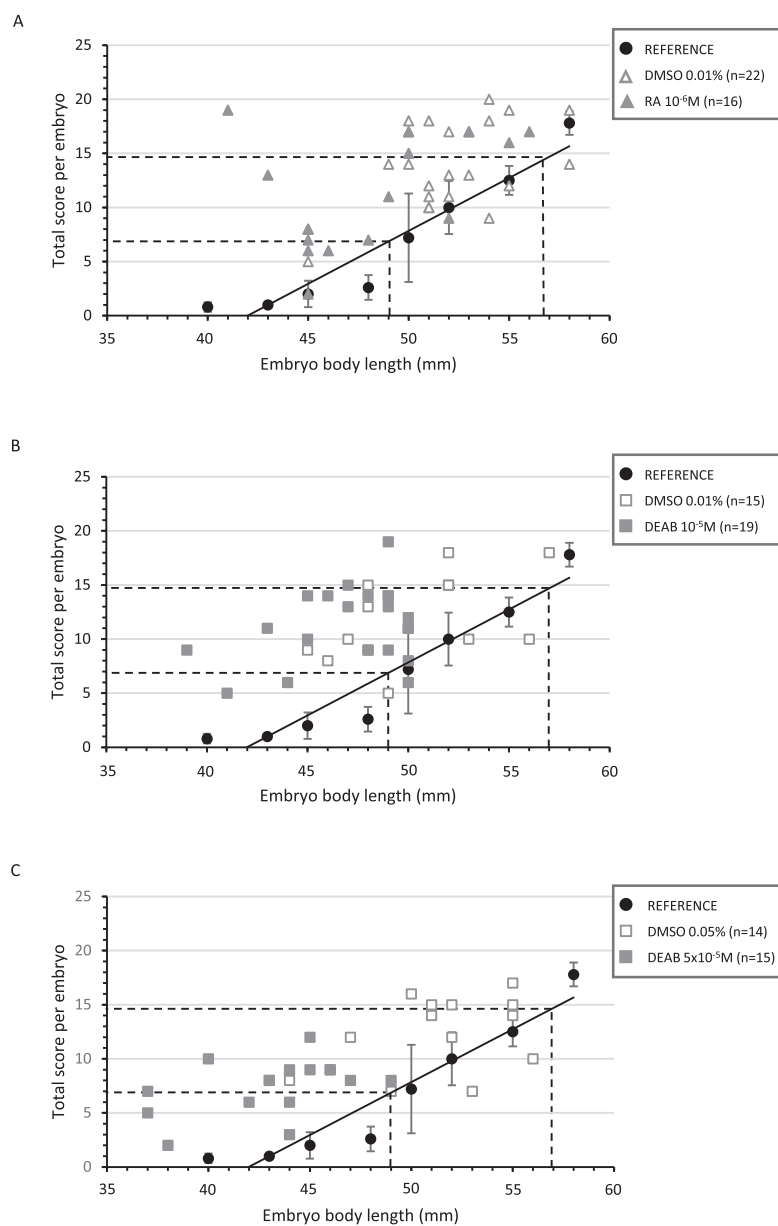 A
25
20
15
10
5
0
Total score per embryo
35 40 45 50 55 60
Embryo body length (mm)
REFERENCE
DMSO 0.01% (n=22)
RA 10⁻⁶M (n=16)
B
25
20
15
10
5
0
Total score per embryo
35 40 45 50 55 60
Embryo body length (mm)
REFERENCE
DMSO 0.01% (n=15)
DEAB 10⁻⁵M (n=19)
C
25
20
15
10
5
0
Total score per embryo
35 40 45 50 55 60
Embryo body length (mm)
REFERENCE
DMSO 0.05% (n=14)
DEAB 5x10⁻⁵M (n=15)